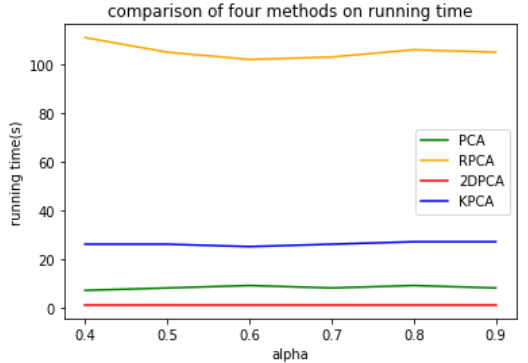 comparison of four methods on running time
running time(s)
100
80
60
40
20
0
PCA
RPCA
2DPCA
KPCA
0.4 0.5 0.6 0.7 0.8 0.9
alpha